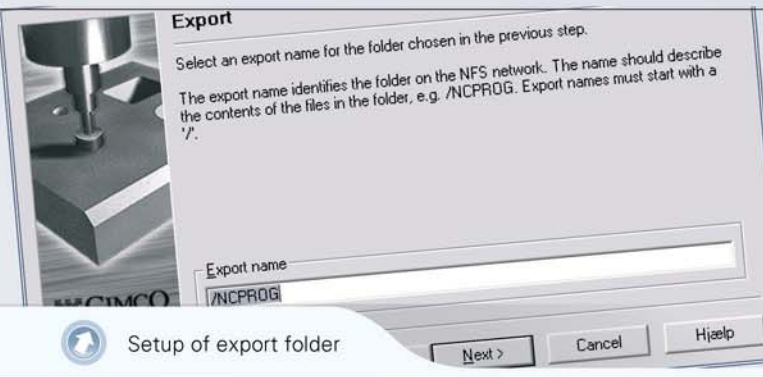 Export
Select an export name for the folder chosen in the previous step.
The export name identifies the folder on the NFS network. The name should describe
the contents of the files in the folder, e.g. /NCPROG. Export names must start with a
'/'.
Export name
/NCPROG
CIMCO
Setup of export folder
Next >
Cancel
Hjælp